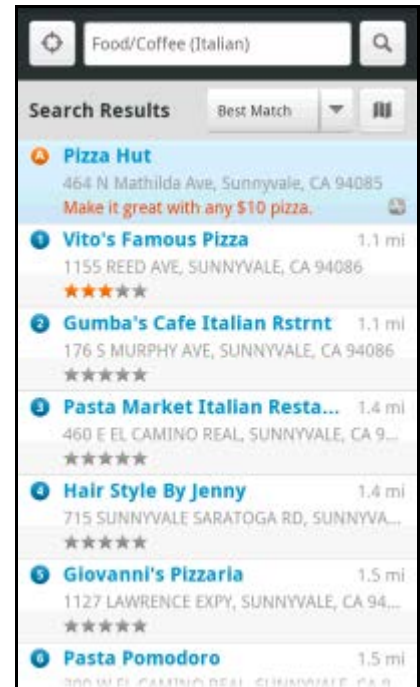 Food/Coffee (Italian)
Search Results Best Match
A Pizza Hut
464 N Mathilda Ave, Sunnyvale, CA 94085
Make it great with any $10 pizza.
1 Vito's Famous Pizza 1.1 mi
1155 REED AVE, SUNNYVALE, CA 94086
2 Gumba's Cafe Italian Rstrnt 1.1 mi
176 S MURPHY AVE, SUNNYVALE, CA 94086
3 Pasta Market Italian Resta... 1.4 mi
460 E EL CAMINO REAL, SUNNYVALE, CA 9...
4 Hair Style By Jenny 1.4 mi
715 SUNNYVALE SARATOGA RD, SUNNYVA...
5 Giovanni's Pizzaria 1.5 mi
1127 LAWRENCE EXPY, SUNNYVALE, CA 94...
6 Pasta Pomodoro 1.5 mi
EL CAMINO REAL, SUNNYVALE, CA